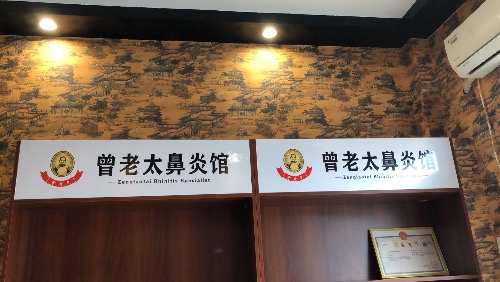 曾老太鼻炎馆
Zenglaotai Rhinitis Specialist
曾老太鼻炎馆
Zenglaotai Rhinitis Specialist